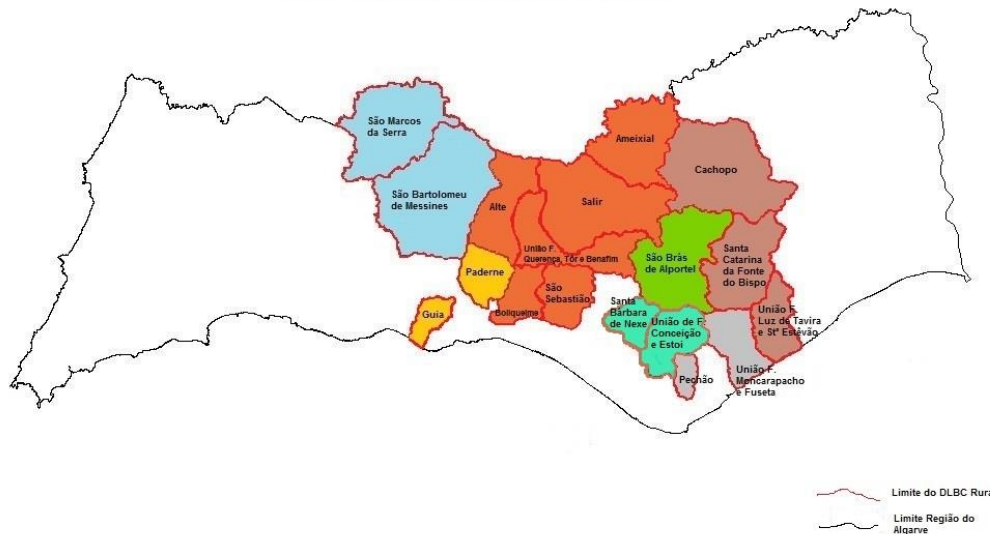 São Marcos
da Serra
Ameixial
Cachopo
São Bartolomeu
de Messines
Alte
Salir
União F.
Querença, Tôr e Benafim
São Brás
de Alportel
Santa
Catarina
da Fonte
do Bispo
Paderne
São
Sebastião
Boliqueime
Guia
Santa
Bárbara
de Nexe
União de F.
Conceição
e Estoi
União F.
Luz de Tavira
e Stª Estêvão
Pechão
União F.
Moncarapacho
e Fuseta
Limite do DLBC Rura
Limite Região do
Algarve